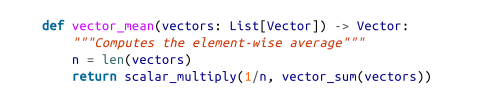 def vector_mean(vectors: List[Vector]) -> Vector:
    """Computes the element-wise average"""
    n = len(vectors)
    return scalar_multiply(1/n, vector_sum(vectors))